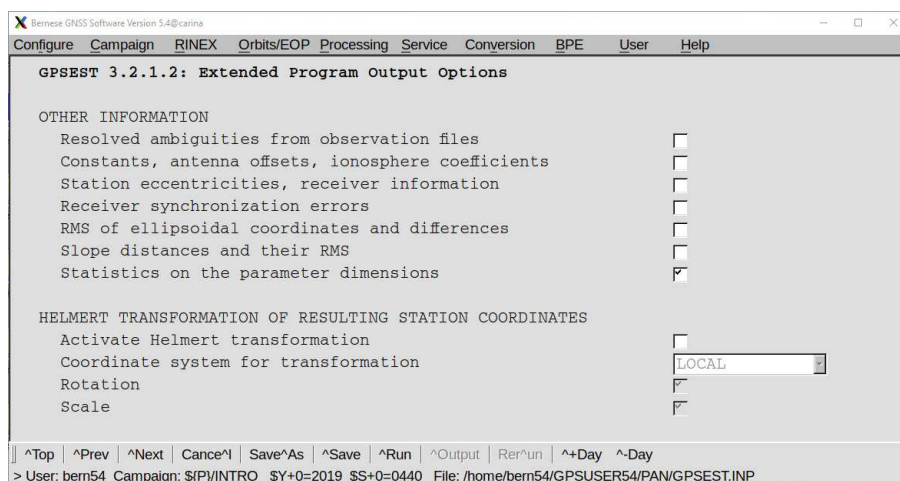 Bernese GNSS Software Version 5.4@carina
Configure Campaign RINEX Orbits/EOP Processing Service Conversion BPE User Help
GPSEST 3.2.1.2: Extended Program Output Options
OTHER INFORMATION
Resolved ambiguities from observation files
Constants, antenna offsets, ionosphere coefficients
Station eccentricities, receiver information
Receiver synchronization errors
RMS of ellipsoidal coordinates and differences
Slope distances and their RMS
Statistics on the parameter dimensions
HELMERT TRANSFORMATION OF RESULTING STATION COORDINATES
Activate Helmert transformation
Coordinate system for transformation LOCAL
Rotation
Scale
^Top ^Prev ^Next Cance^l Save^As ^Save ^Run ^Output Rer^un ^+Day ^-Day
> User: bern54 Campaign: ${P}/INTRO $Y+0=2019 $S+0=0440 File: /home/bern54/GPSUSER54/PAN/GPSEST.INP